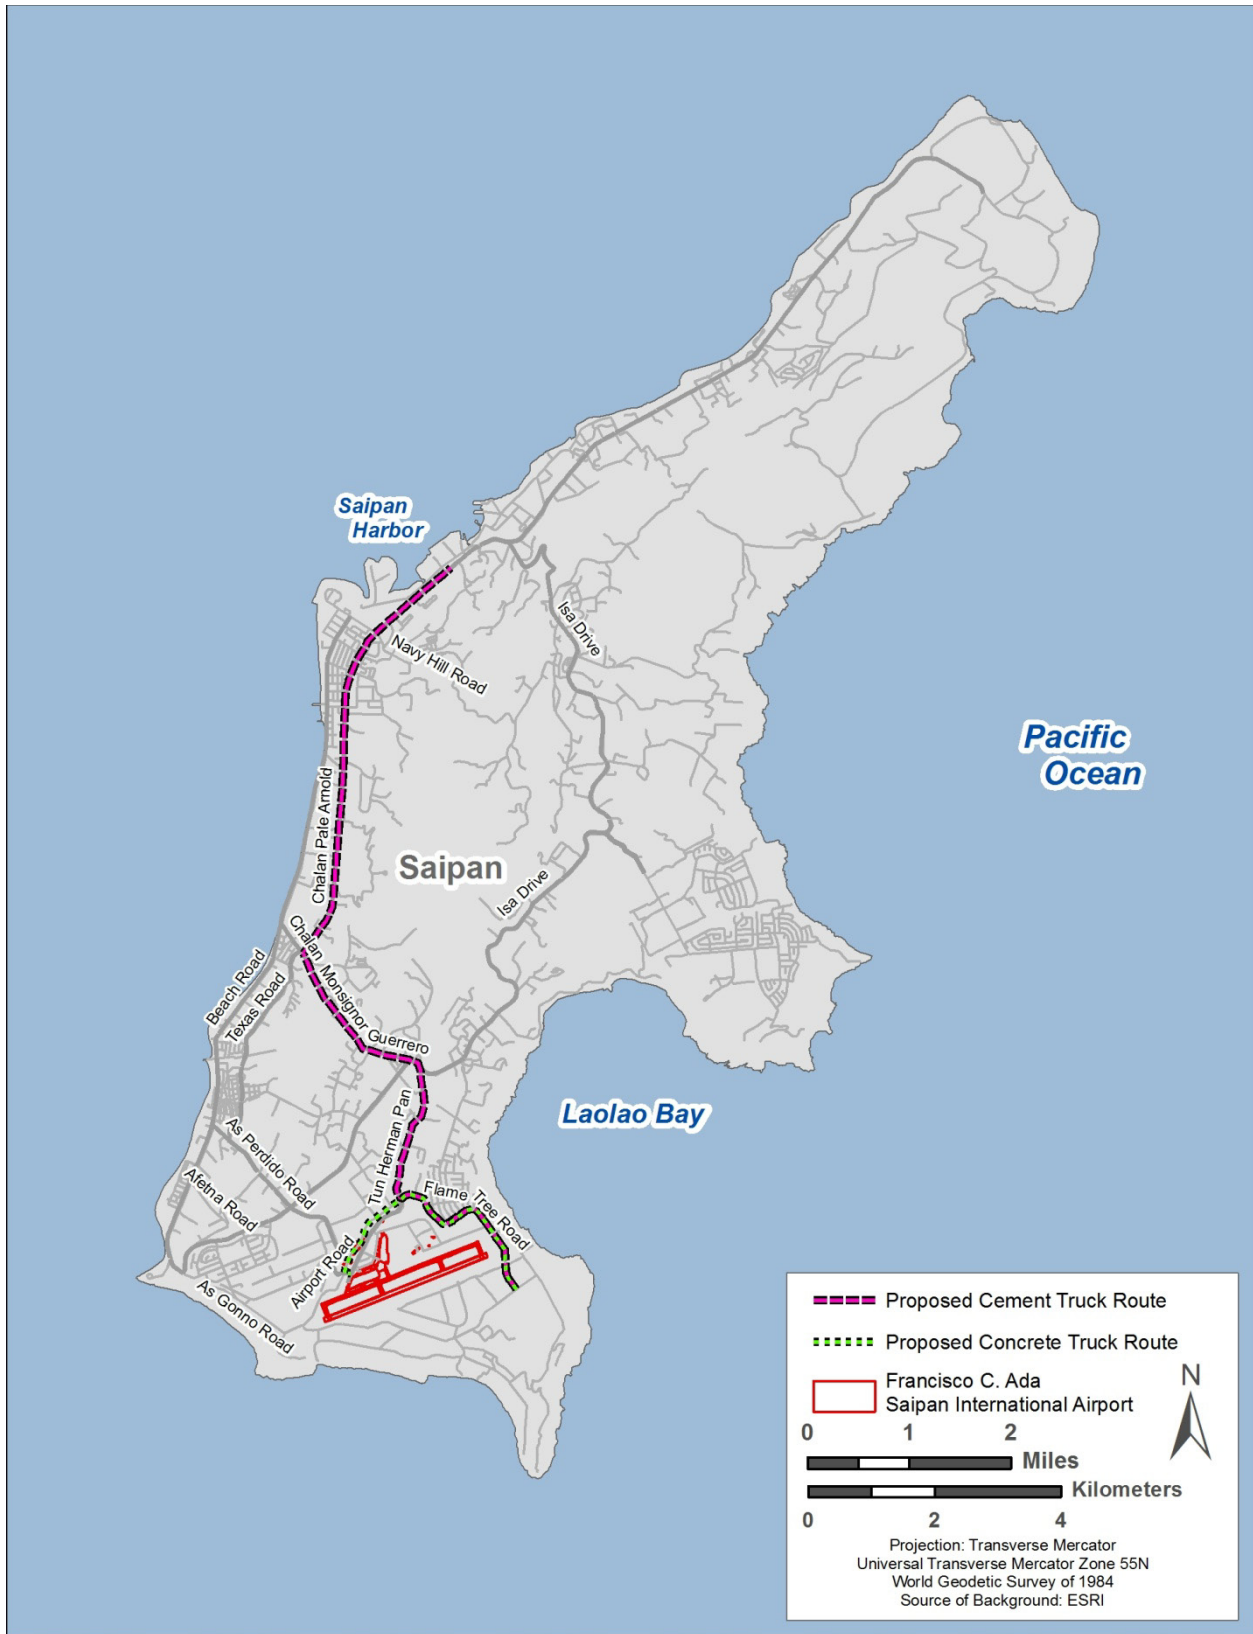 Saipan
Harbor
Isa Drive
Navy Hill Road
Pacific
Ocean
Chalan Pale Arnold
Saipan
Isa Drive
Chalan Monsignor Guerrero
Beach Road
Texas Road
Laolao Bay
Tun Herman Pan
As Perdido Road
Afetna Road
Flame Tree Road
Airport Road
As Gonno Road
Proposed Cement Truck Route
Proposed Concrete Truck Route
Francisco C. Ada
Saipan International Airport
N
0 1 2
Miles
Kilometers
0 2 4
Projection: Transverse Mercator
Universal Transverse Mercator Zone 55N
World Geodetic Survey of 1984
Source of Background: ESRI